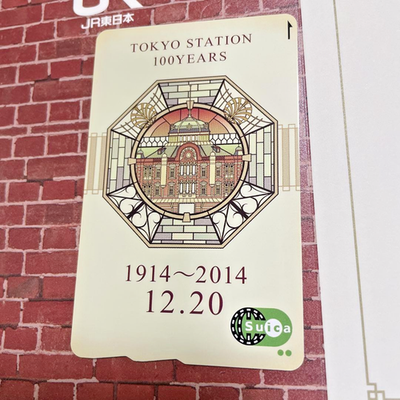 JR東日本
TOKYO STATION
100YEARS
1914～2014
12.20
Suica